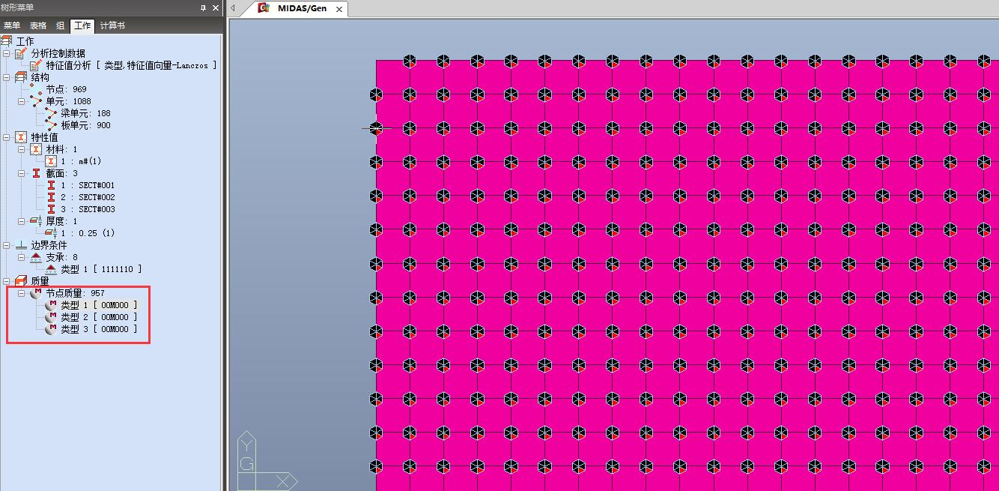 树形菜单
MIDAS/Gen
菜单 表格 组 工作 计算书
工作
分析控制数据
特征值分析 [ 类型,特征值向量-Lanczos ]
结构
节点: 969
单元: 1088
梁单元: 188
板单元: 900
特性值
材料: 1
1 : m#(1)
截面: 3
1 : SECT#001
2 : SECT#002
3 : SECT#003
厚度: 1
1 : 0.25 (1)
边界条件
支承: 8
类型 1 [ 1111110 ]
质量
节点质量: 957
类型 1 [ 00M000 ]
类型 2 [ 00M000 ]
类型 3 [ 00M000 ]
Y
G
X